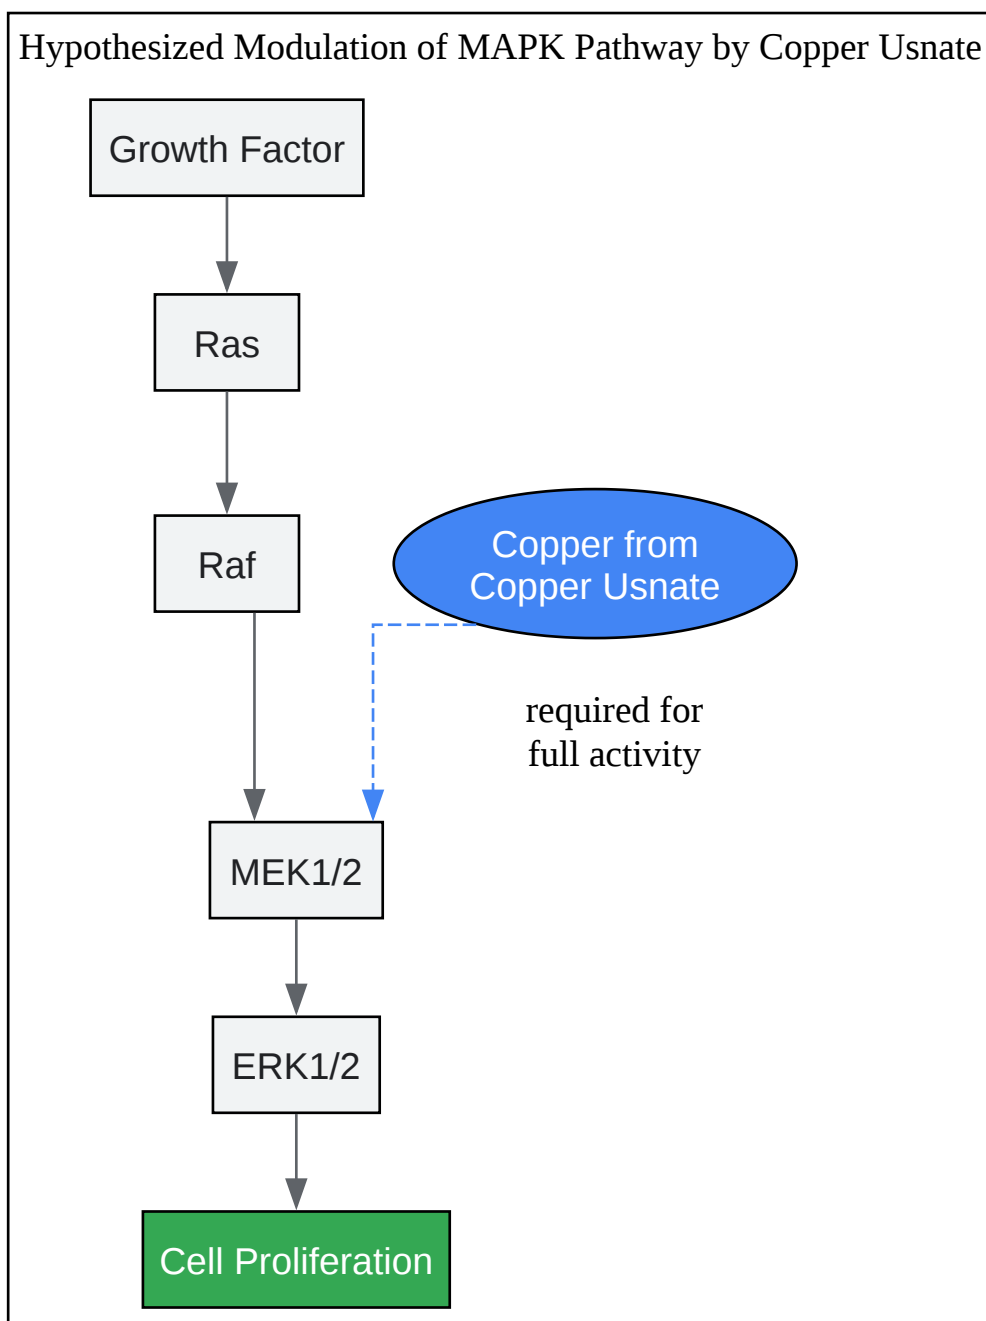 Hypothesized Modulation of MAPK Pathway by Copper Usnate
Growth Factor
Ras
Raf
Copper from
Copper Usnate
required for
full activity
MEK1/2
ERK1/2
Cell Proliferation